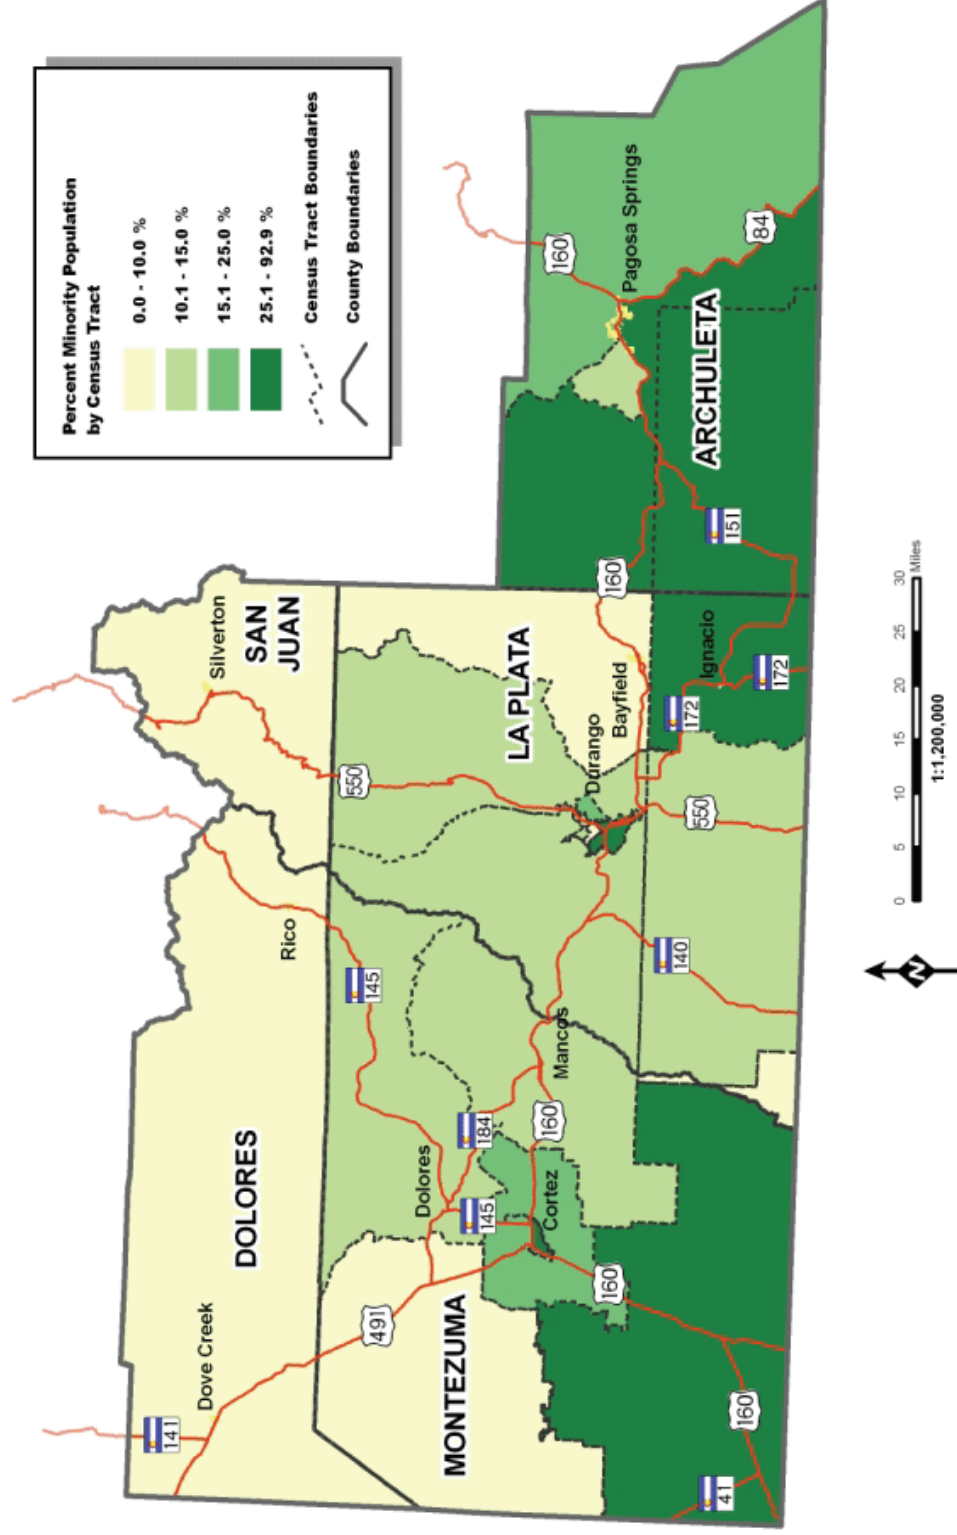 Percent Minority Population
by Census Tract
0.0 - 10.0 %
10.1 - 15.0 %
15.1 - 25.0 %
25.1 - 92.9 %
Census Tract Boundaries
County Boundaries
141
Dove Creek
DOLORES
Rico
Silverton
SAN
JUAN
491
145
550
MONTEZUMA
Dolores
184
145
Cortez
160
Mancos
LA PLATA
Durango
Bayfield
160
160
Pagosa Springs
160
140
550
172
Ignacio
172
151
ARCHULETA
84
160
41
N
0 5 10 15 20 25 30
Miles
1:1,200,000